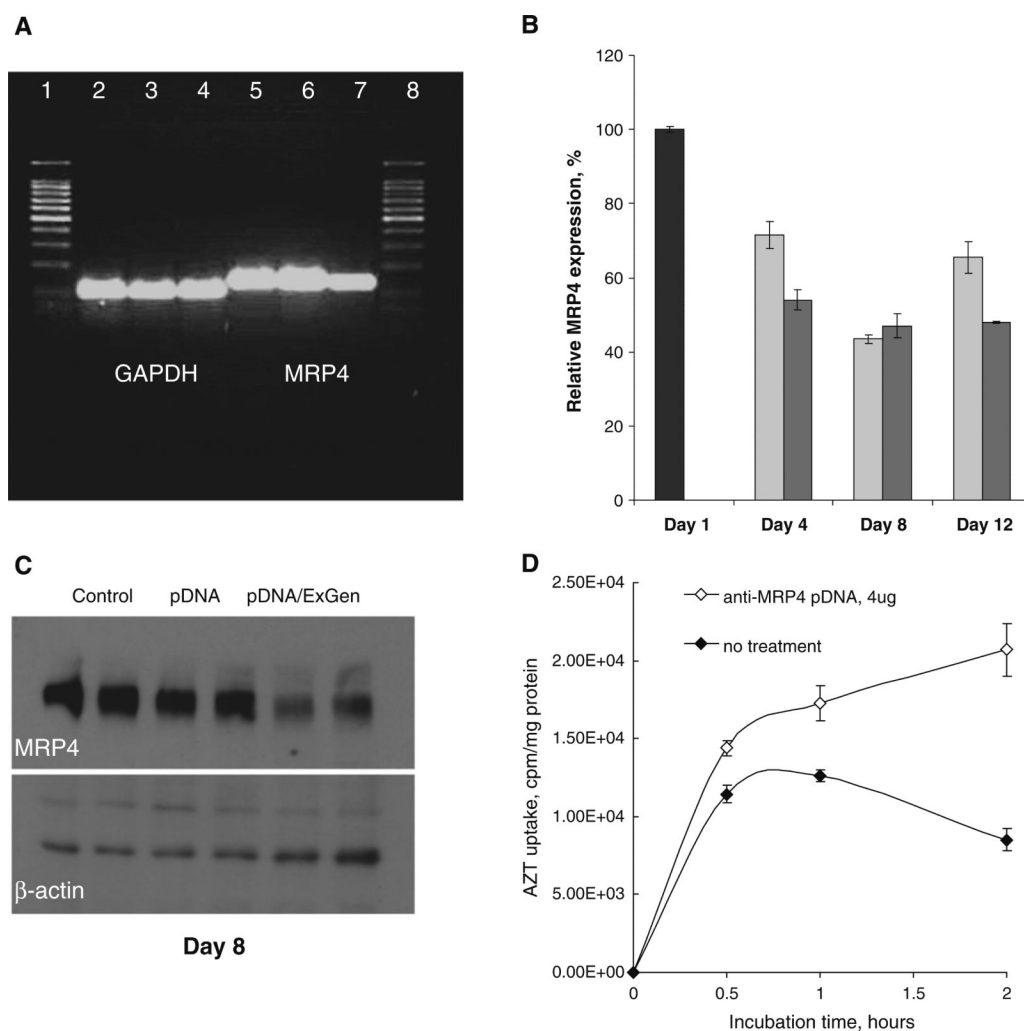 A
1 2 3 4 5 6 7 8
GAPDH MRP4
B
Relative MRP4 expression, %
120
100
80
60
40
20
0
Day 1 Day 4 Day 8 Day 12
C
Control pDNA pDNA/ExGen
MRP4
β-actin
Day 8
D
AZT uptake, cpm/mg protein
2.50E+04
2.00E+04
1.50E+04
1.00E+04
5.00E+03
0.00E+00
anti-MRP4 pDNA, 4ug
no treatment
0 0.5 1 1.5 2
Incubation time, hours